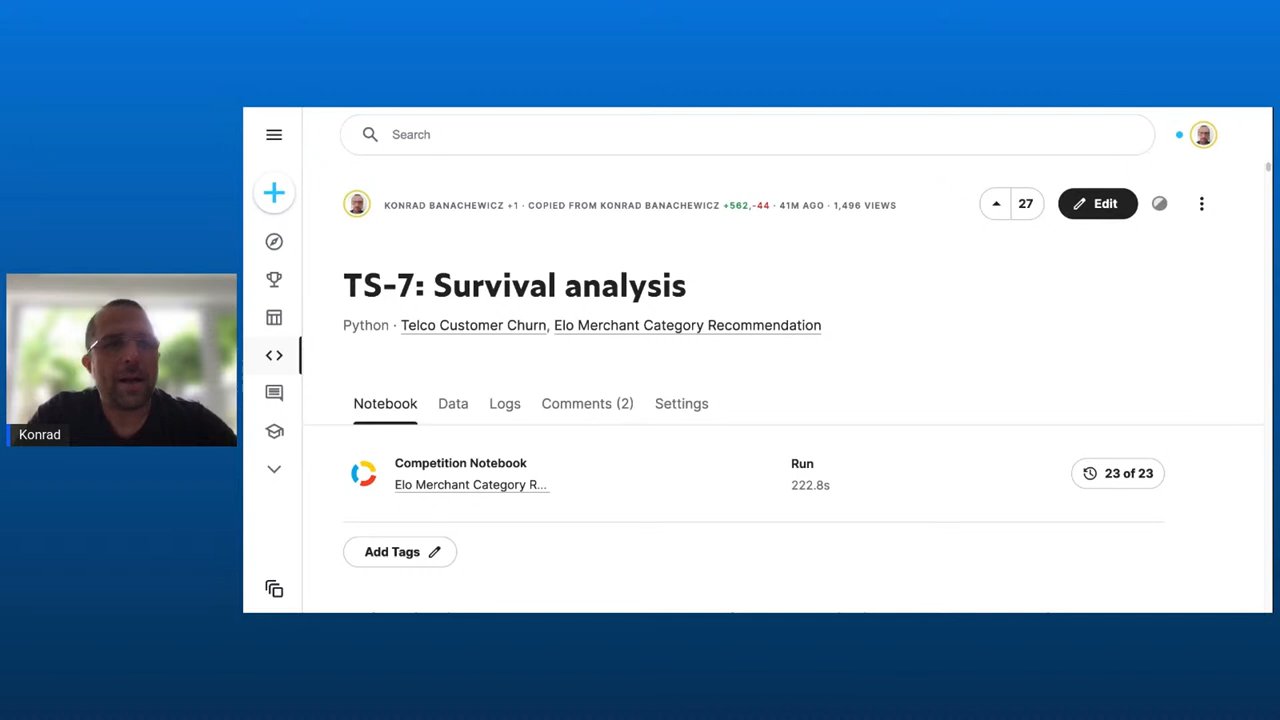 Search
KONRAD BANACHEWICZ +1 · COPIED FROM KONRAD BANACHEWICZ +562,-44 · 41M AGO · 1,496 VIEWS
27
Edit
TS-7: Survival analysis
Python · Telco Customer Churn, Elo Merchant Category Recommendation
Notebook Data Logs Comments (2) Settings
Competition Notebook
Elo Merchant Category R...
Run
222.8s
23 of 23
Add Tags
Konrad